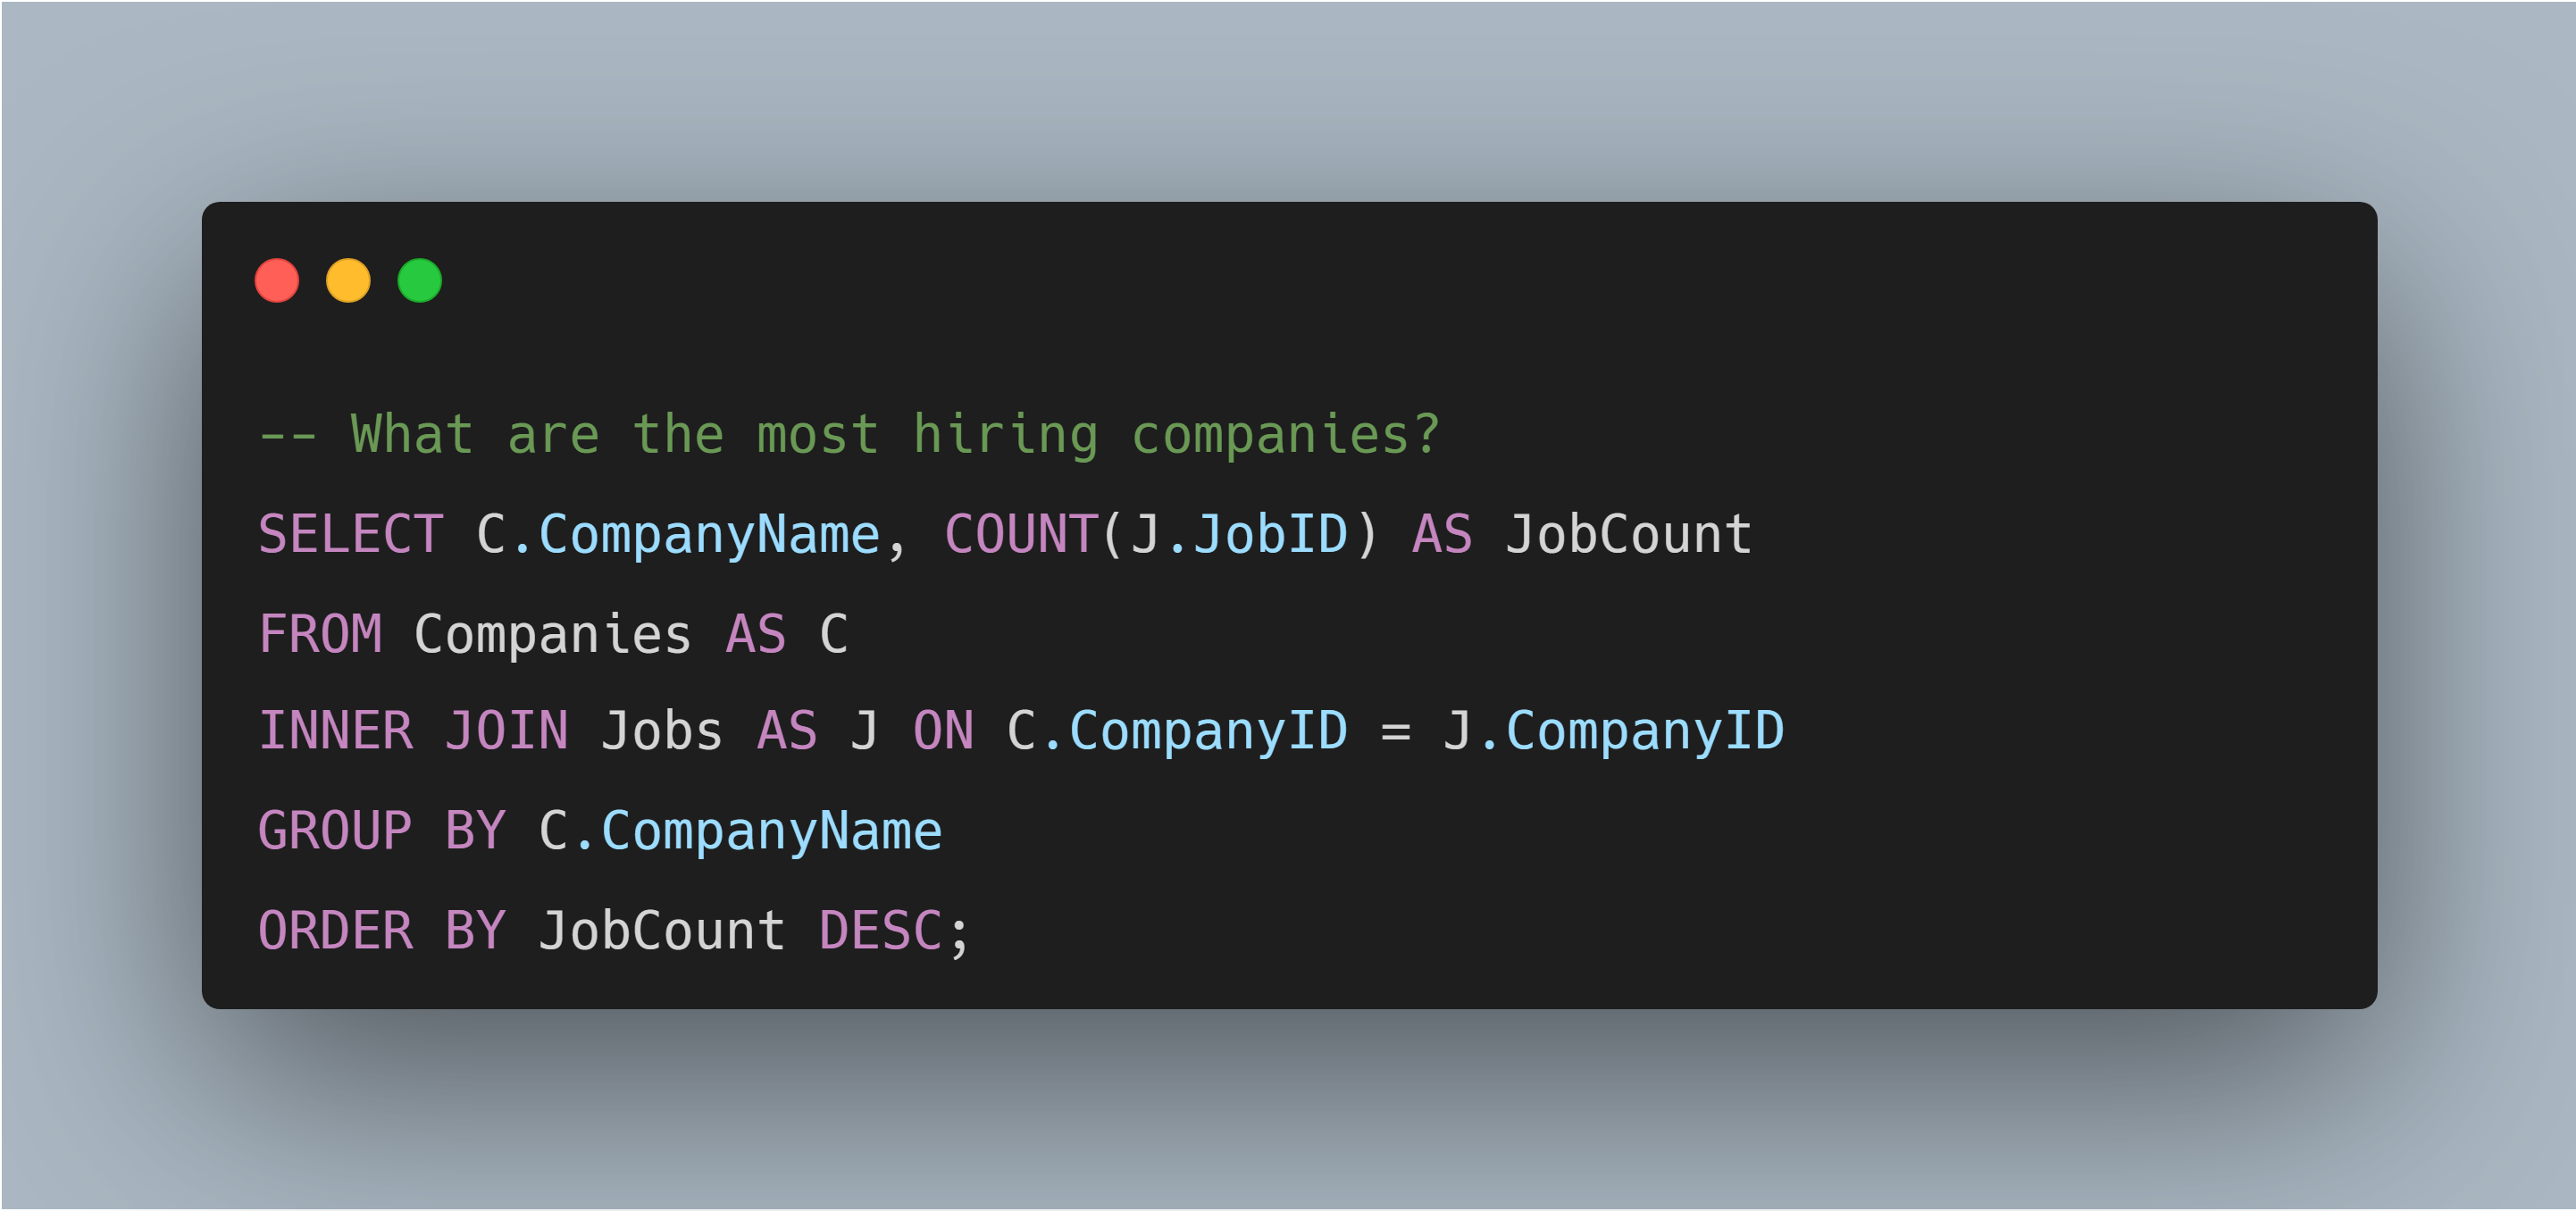 -- What are the most hiring companies?
SELECT C.CompanyName, COUNT(J.JobID) AS JobCount
FROM Companies AS C
INNER JOIN Jobs AS J ON C.CompanyID = J.CompanyID
GROUP BY C.CompanyName
ORDER BY JobCount DESC;